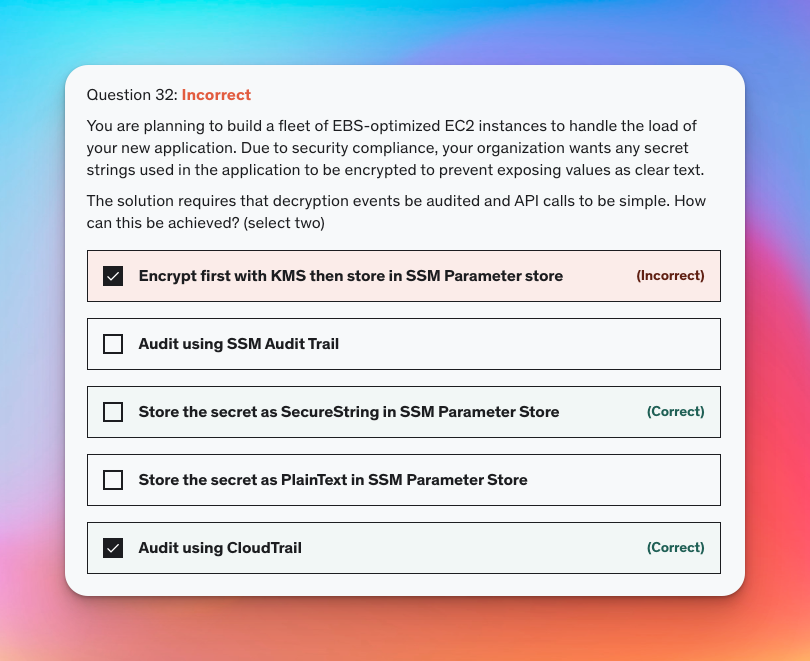 Question 32: Incorrect
You are planning to build a fleet of EBS-optimized EC2 instances to handle the load of
your new application. Due to security compliance, your organization wants any secret
strings used in the application to be encrypted to prevent exposing values as clear text.
The solution requires that decryption events be audited and API calls to be simple. How
can this be achieved? (select two)
Encrypt first with KMS then store in SSM Parameter store (Incorrect)
Audit using SSM Audit Trail
Store the secret as SecureString in SSM Parameter Store (Correct)
Store the secret as PlainText in SSM Parameter Store
Audit using CloudTrail (Correct)